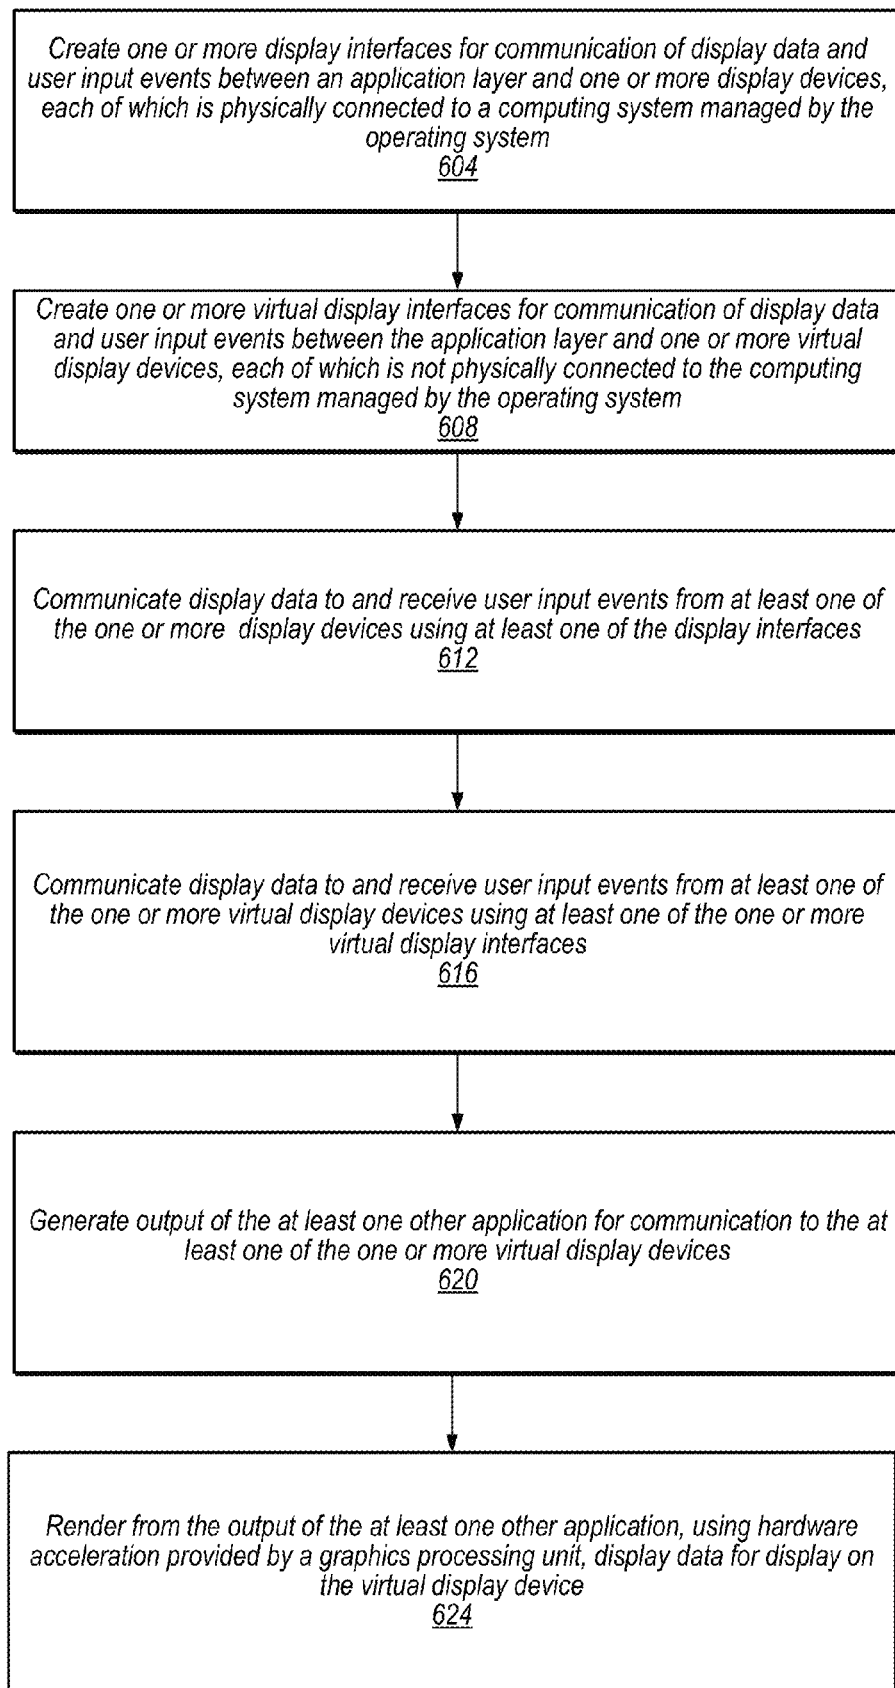 Create one or more display interfaces for communication of display data and
user input events between an application layer and one or more display devices,
each of which is physically connected to a computing system managed by the
operating system
604
Create one or more virtual display interfaces for communication of display data
and user input events between the application layer and one or more virtual
display devices, each of which is not physically connected to the computing
system managed by the operating system
608
Communicate display data to and receive user input events from at least one of
the one or more display devices using at least one of the display interfaces
612
Communicate display data to and receive user input events from at least one of
the one or more virtual display devices using at least one of the one or more
virtual display interfaces
616
Generate output of the at least one other application for communication to the at
least one of the one or more virtual display devices
620
Render from the output of the at least one other application, using hardware
acceleration provided by a graphics processing unit, display data for display on
the virtual display device
624